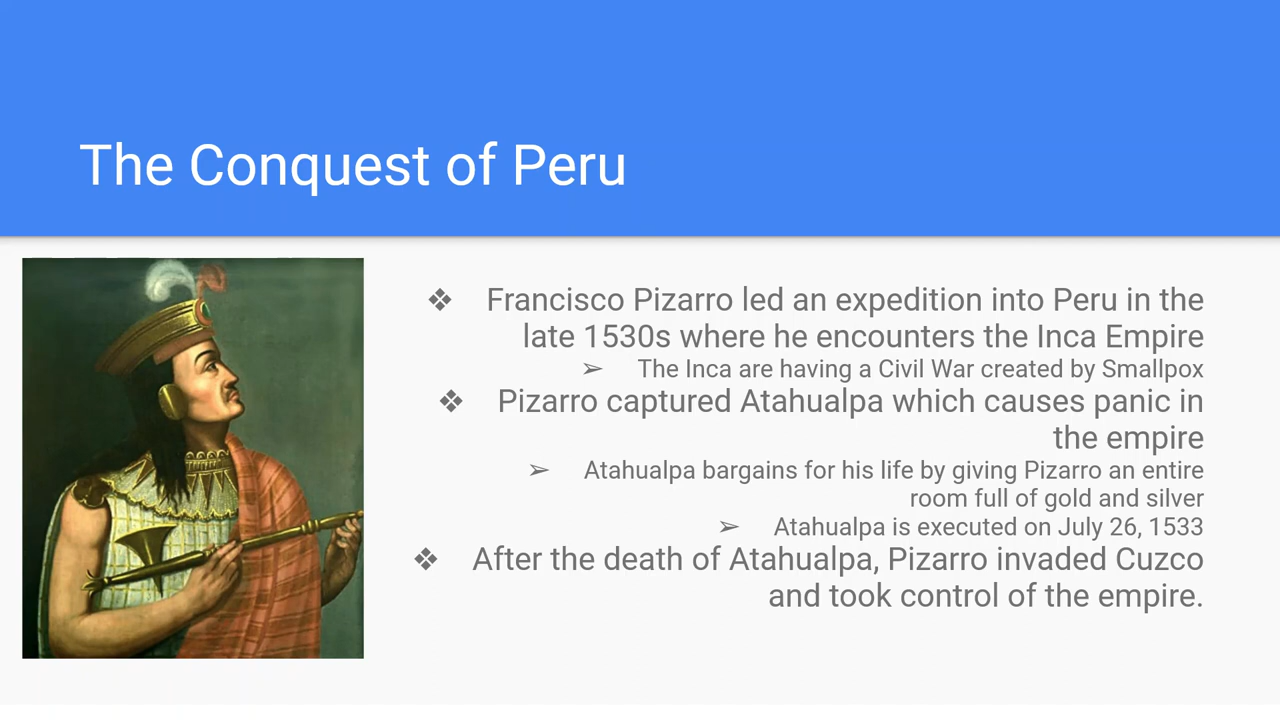 The Conquest of Peru
❖ Francisco Pizarro led an expedition into Peru in the
late 1530s where he encounters the Inca Empire
➢ The Inca are having a Civil War created by Smallpox
❖ Pizarro captured Atahualpa which causes panic in
the empire
➢ Atahualpa bargains for his life by giving Pizarro an entire
room full of gold and silver
➢ Atahualpa is executed on July 26, 1533
❖ After the death of Atahualpa, Pizarro invaded Cuzco
and took control of the empire.